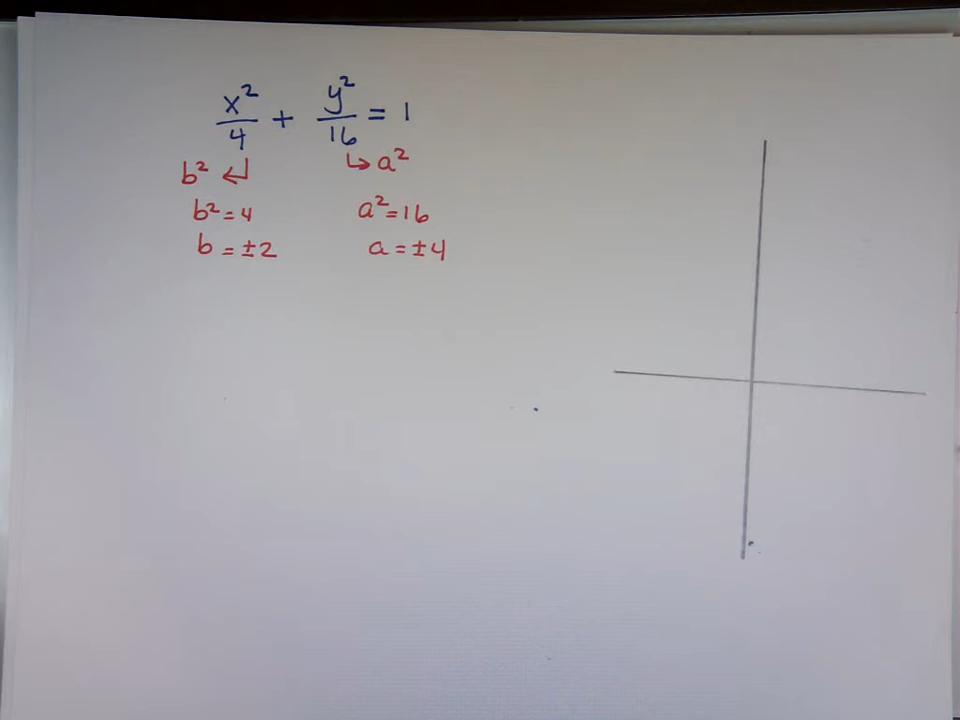 x²/4 + y²/16 = 1
b² ↲ ↳ a²
b² = 4 a² = 16
b = ±2 a = ±4